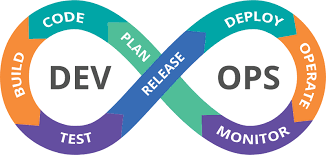 CODE
DEPLOY
PLAN
BUILD
DEV
RELEASE
OPS
OPERATE
TEST
MONITOR